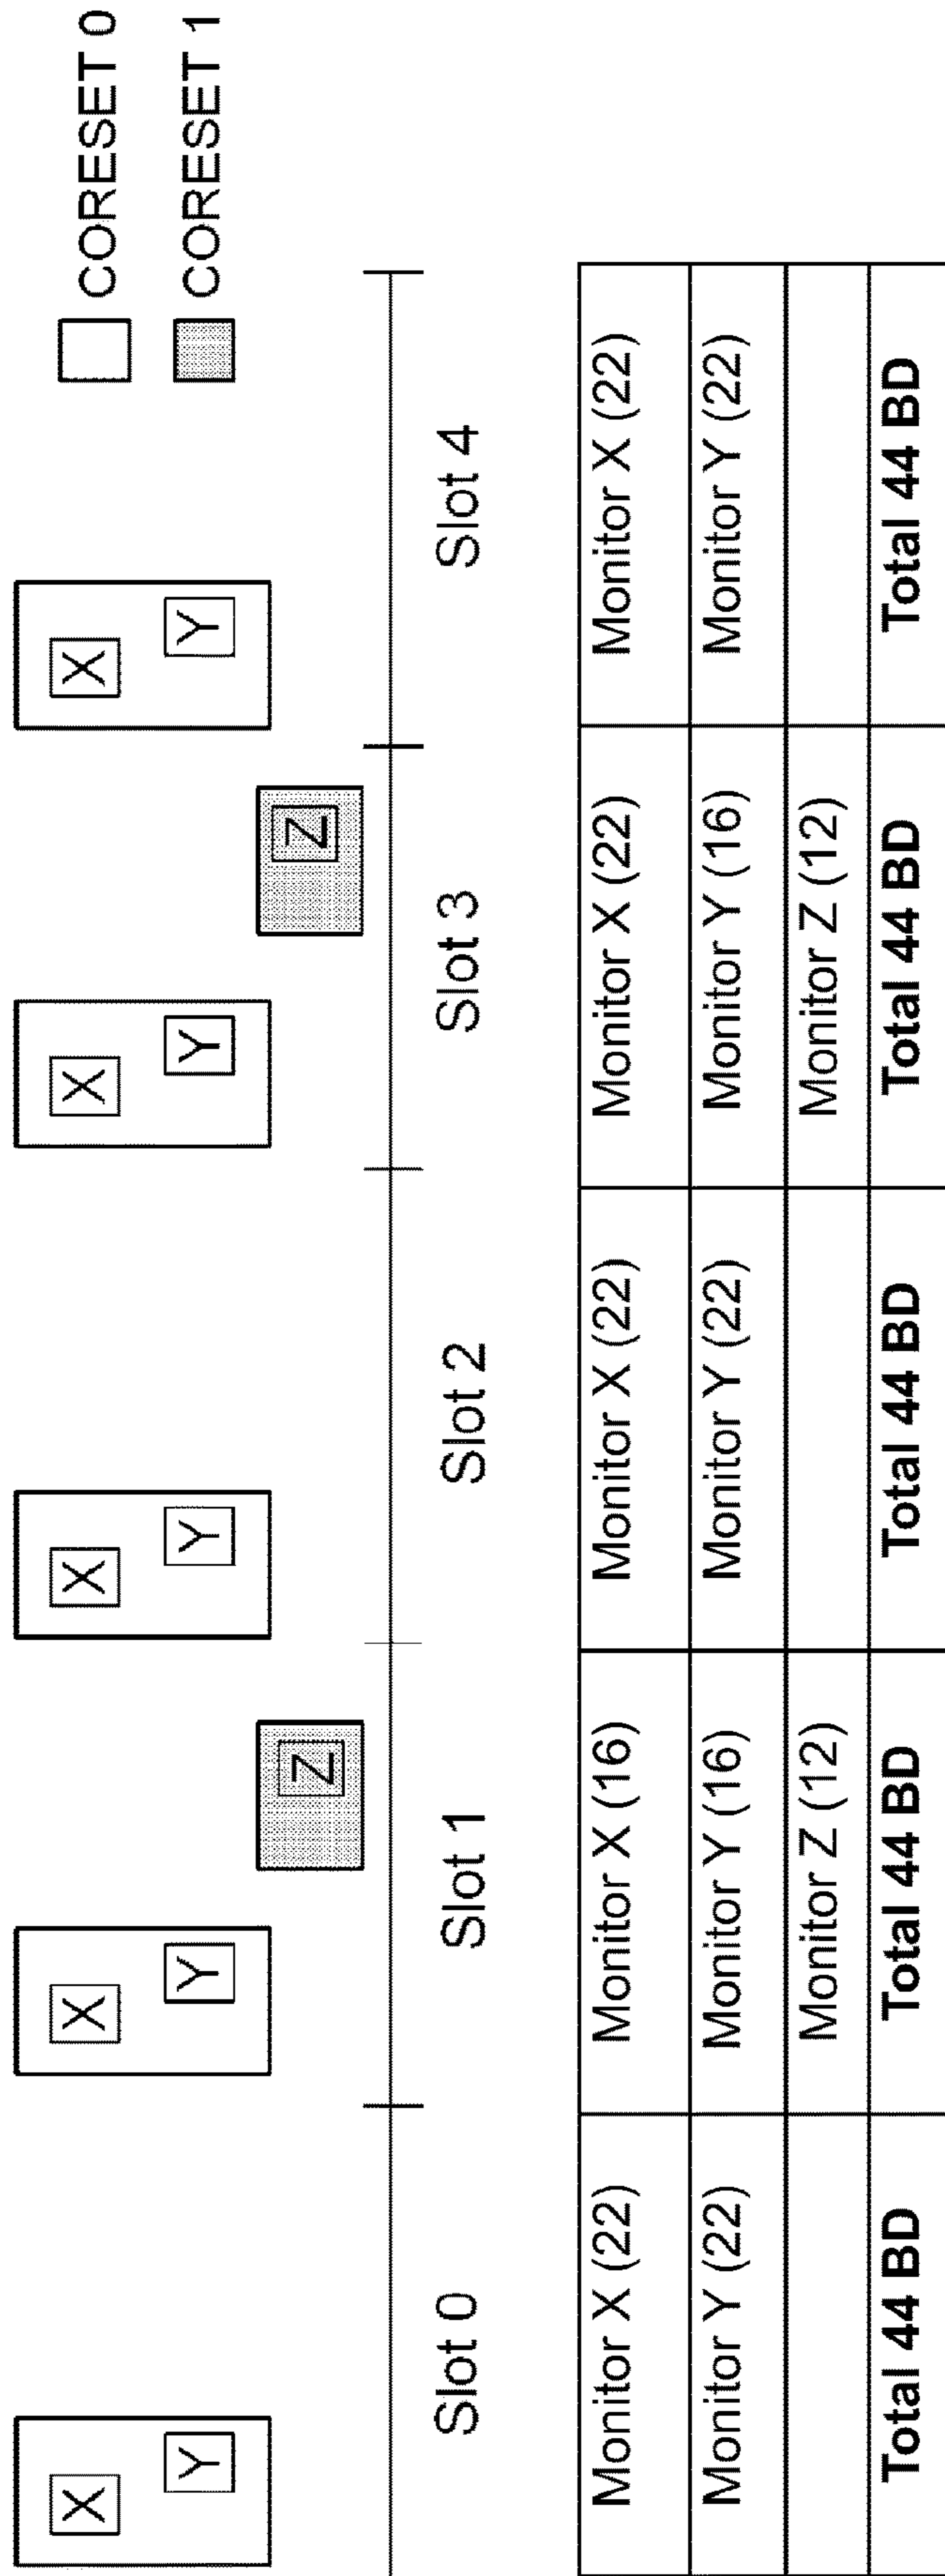 CORESET 0
CORESET 1
X
Y
X
Y
Z
X
Y
X
Y
Z
X
Y
Slot 0 Slot 1 Slot 2 Slot 3 Slot 4
Monitor X (22) Monitor X (16) Monitor X (22) Monitor X (22) Monitor X (22)
Monitor Y (22) Monitor Y (16) Monitor Y (22) Monitor Y (16) Monitor Y (22)
Monitor Z (12) Monitor Z (12)
Total 44 BD Total 44 BD Total 44 BD Total 44 BD Total 44 BD